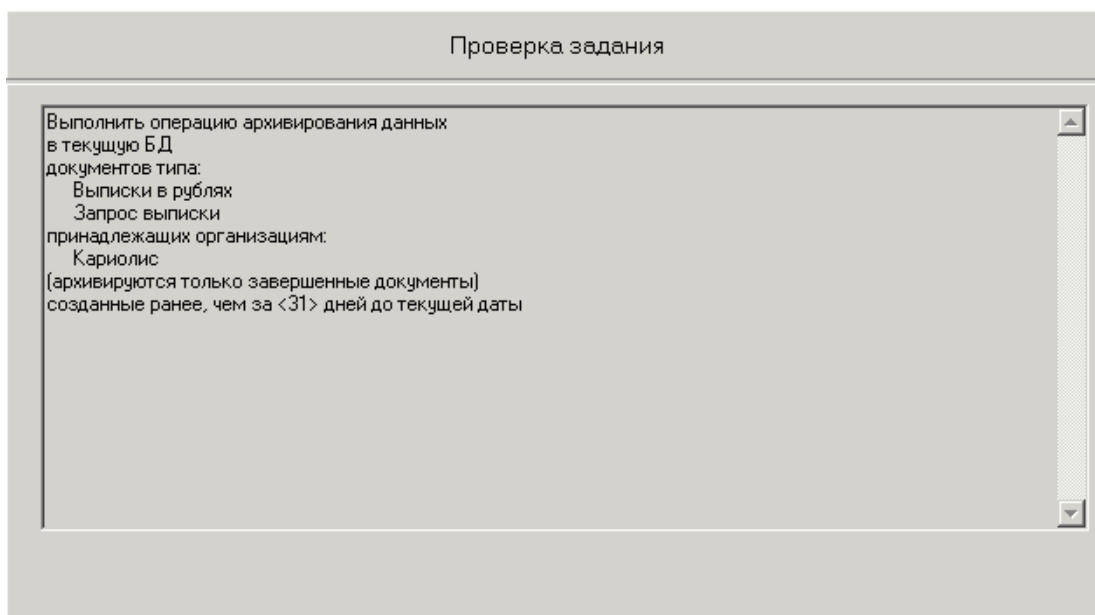 Проверка задания
Выполнить операцию архивирования данных
в текущую БД
документов типа:
Выписки в рублях
Запрос выписки
принадлежащих организациям:
Кариолис
(архивируются только завершенные документы)
созданные ранее, чем за <31> дней до текущей даты